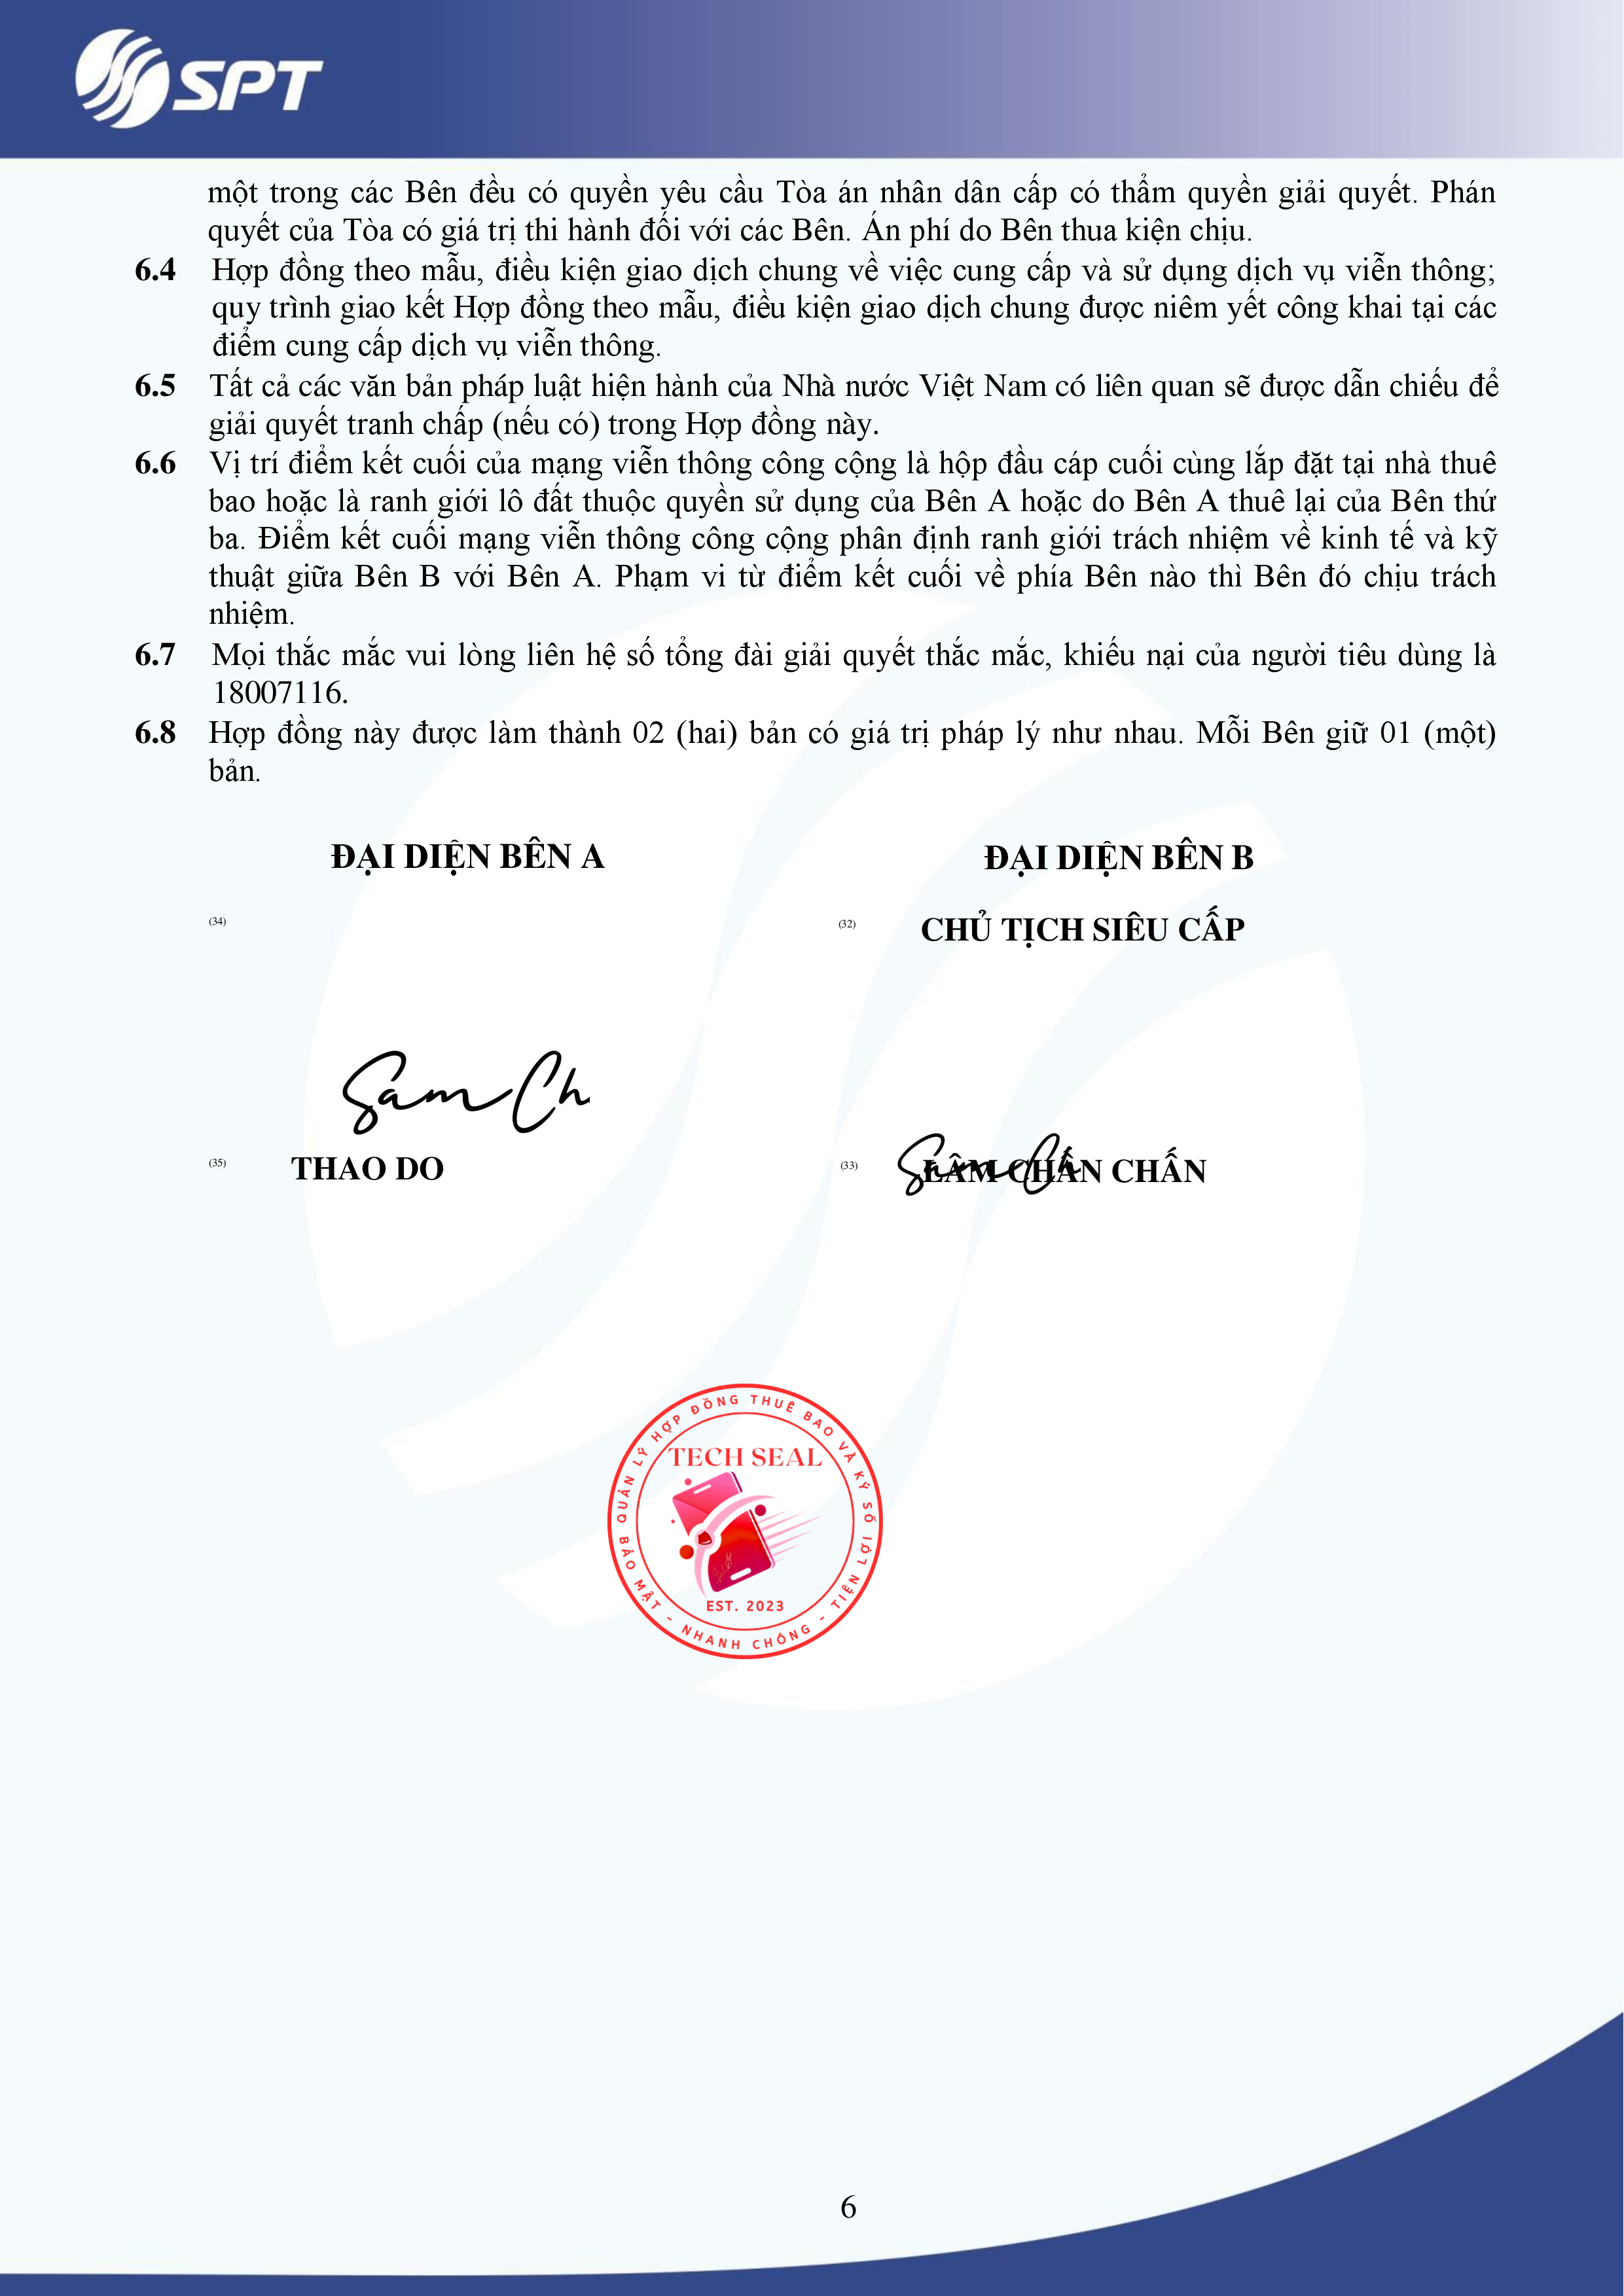 SPT
một trong các Bên đều có quyền yêu cầu Tòa án nhân dân cấp có thẩm quyền giải quyết. Phán
quyết của Tòa có giá trị thi hành đối với các Bên. Án phí do Bên thua kiện chịu.
6.4 Hợp đồng theo mẫu, điều kiện giao dịch chung về việc cung cấp và sử dụng dịch vụ viễn thông;
quy trình giao kết Hợp đồng theo mẫu, điều kiện giao dịch chung được niêm yết công khai tại các
điểm cung cấp dịch vụ viễn thông.
6.5 Tất cả các văn bản pháp luật hiện hành của Nhà nước Việt Nam có liên quan sẽ được dẫn chiếu để
giải quyết tranh chấp (nếu có) trong Hợp đồng này.
6.6 Vị trí điểm kết cuối của mạng viễn thông công cộng là hộp đầu cáp cuối cùng lắp đặt tại nhà thuê
bao hoặc là ranh giới lô đất thuộc quyền sử dụng của Bên A hoặc do Bên A thuê lại của Bên thứ
ba. Điểm kết cuối mạng viễn thông công cộng phân định ranh giới trách nhiệm về kinh tế và kỹ
thuật giữa Bên B với Bên A. Phạm vi từ điểm kết cuối về phía Bên nào thì Bên đó chịu trách
nhiệm.
6.7 Mọi thắc mắc vui lòng liên hệ số tổng đài giải quyết thắc mắc, khiếu nại của người tiêu dùng là
18007116.
6.8 Hợp đồng này được làm thành 02 (hai) bản có giá trị pháp lý như nhau. Mỗi Bên giữ 01 (một)
bản.
ĐẠI DIỆN BÊN A ĐẠI DIỆN BÊN B
(34) (32) CHỦ TỊCH SIÊU CẤP
Sam Ch
(35) THAO DO (33) LÂM CHẤN CHẤN
Sam Ch
QUẢN LÝ HỢP ĐỒNG THUÊ BAO VÀ KÝ SỐ
TECH SEAL
EST. 2023
BẢO MẬT - NHANH CHÓNG - TIỆN LỢI
6